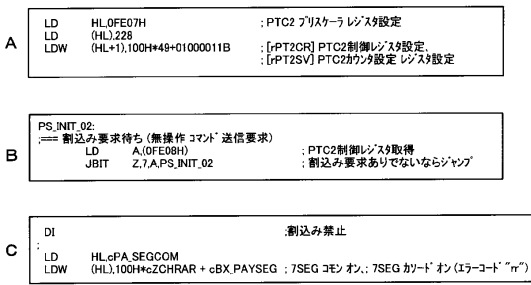 A
LD HL,0FE07H ;PTC2 プリスケーラ レジスタ設定
LD (HL),228
LDW (HL+1),100H*49+01000011B ;[rPT2CR] PTC2制御レジスタ設定、
;[rPT2SV] PTC2カウンタ設定 レジスタ設定
B
PS_INIT_02:
;=== 割込み要求待ち (無操作 コマンド送信要求)
LD A,(0FE08H) ;PTC2制御レジスタ取得
JBIT Z,7,A,PS_INIT_02 ;割込み要求ありでないならジャンプ
C
DI ;割込み禁止
;
LD HL,cPA_SEGCOM
LDW (HL),100H*cZCHRAR + cBX_PAYSEG ; 7SEG コモン オン,; 7SEG カソード オン (エラーコード "rr")